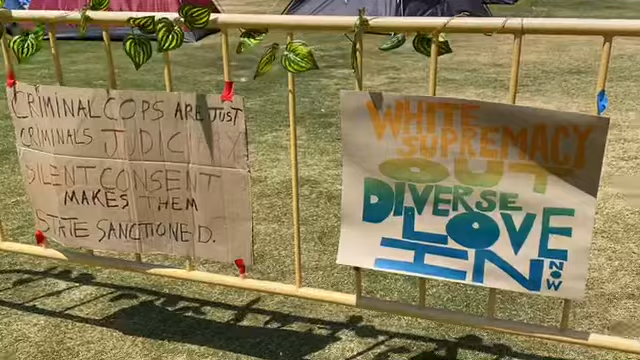 CRIMINAL COPS ARE JUST
CRIMINALS JUDICIARY
SILENT CONSENT
MAKES THEM
STATE SANCTIONED.
WHITE
SUPREMACY
OUT
DIVERSE
LOVE
IN NOW